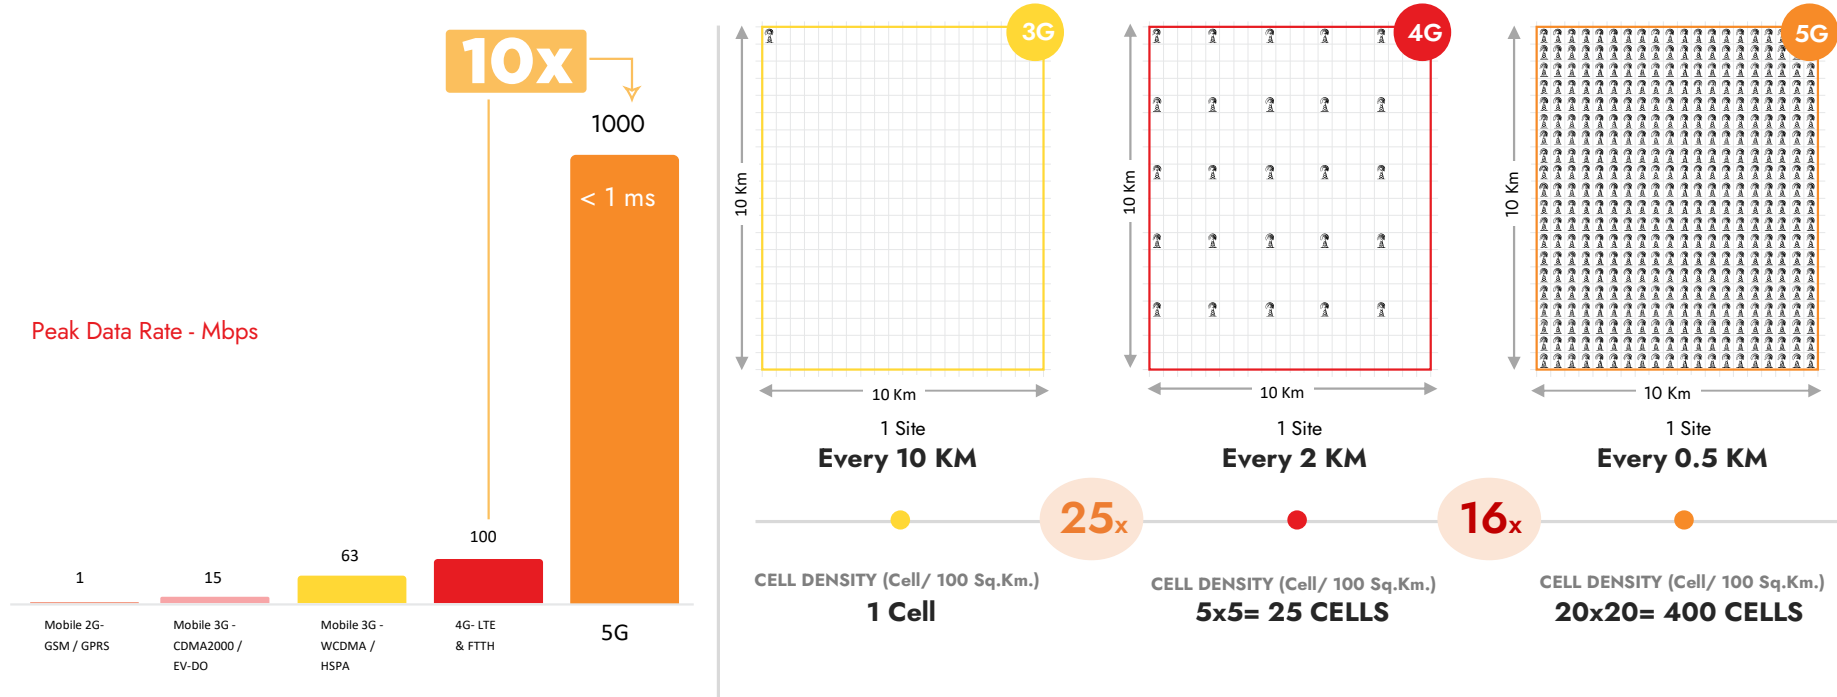 10x
1000
< 1 ms
Peak Data Rate - Mbps
1
15
63
100
Mobile 2G-
GSM / GPRS
Mobile 3G -
CDMA2000 /
EV-DO
Mobile 3G -
WCDMA /
HSPA
4G- LTE
& FTTH
5G
3G
10 Km
10 Km
1 Site
Every 10 KM
4G
10 Km
10 Km
1 Site
Every 2 KM
5G
10 Km
10 Km
1 Site
Every 0.5 KM
25x
16x
CELL DENSITY (Cell/ 100 Sq.Km.)
1 Cell
CELL DENSITY (Cell/ 100 Sq.Km.)
5x5= 25 CELLS
CELL DENSITY (Cell/ 100 Sq.Km.)
20x20= 400 CELLS